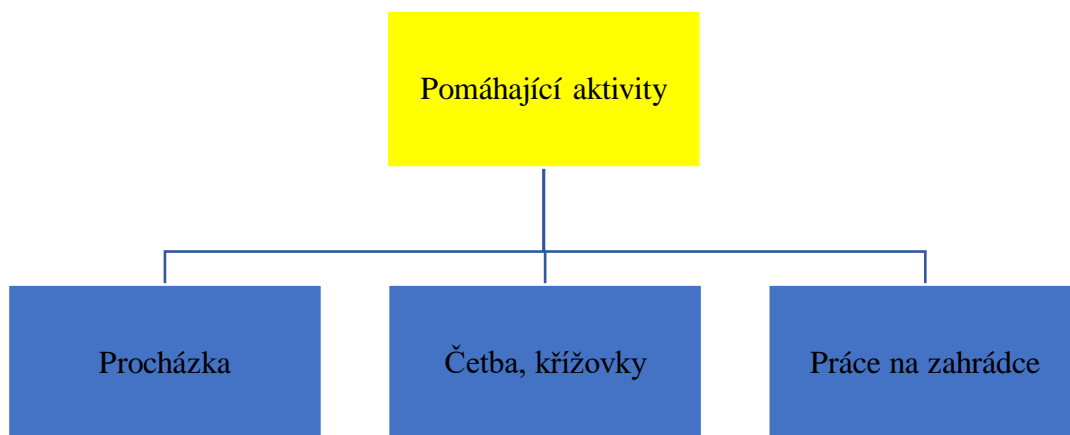 Pomáhající aktivity
Procházka
Četba, křížovky
Práce na zahrádce